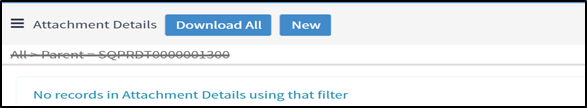 Attachment Details Download All New
All > Parent = SQPRDT0000001300
No records in Attachment Details using that filter